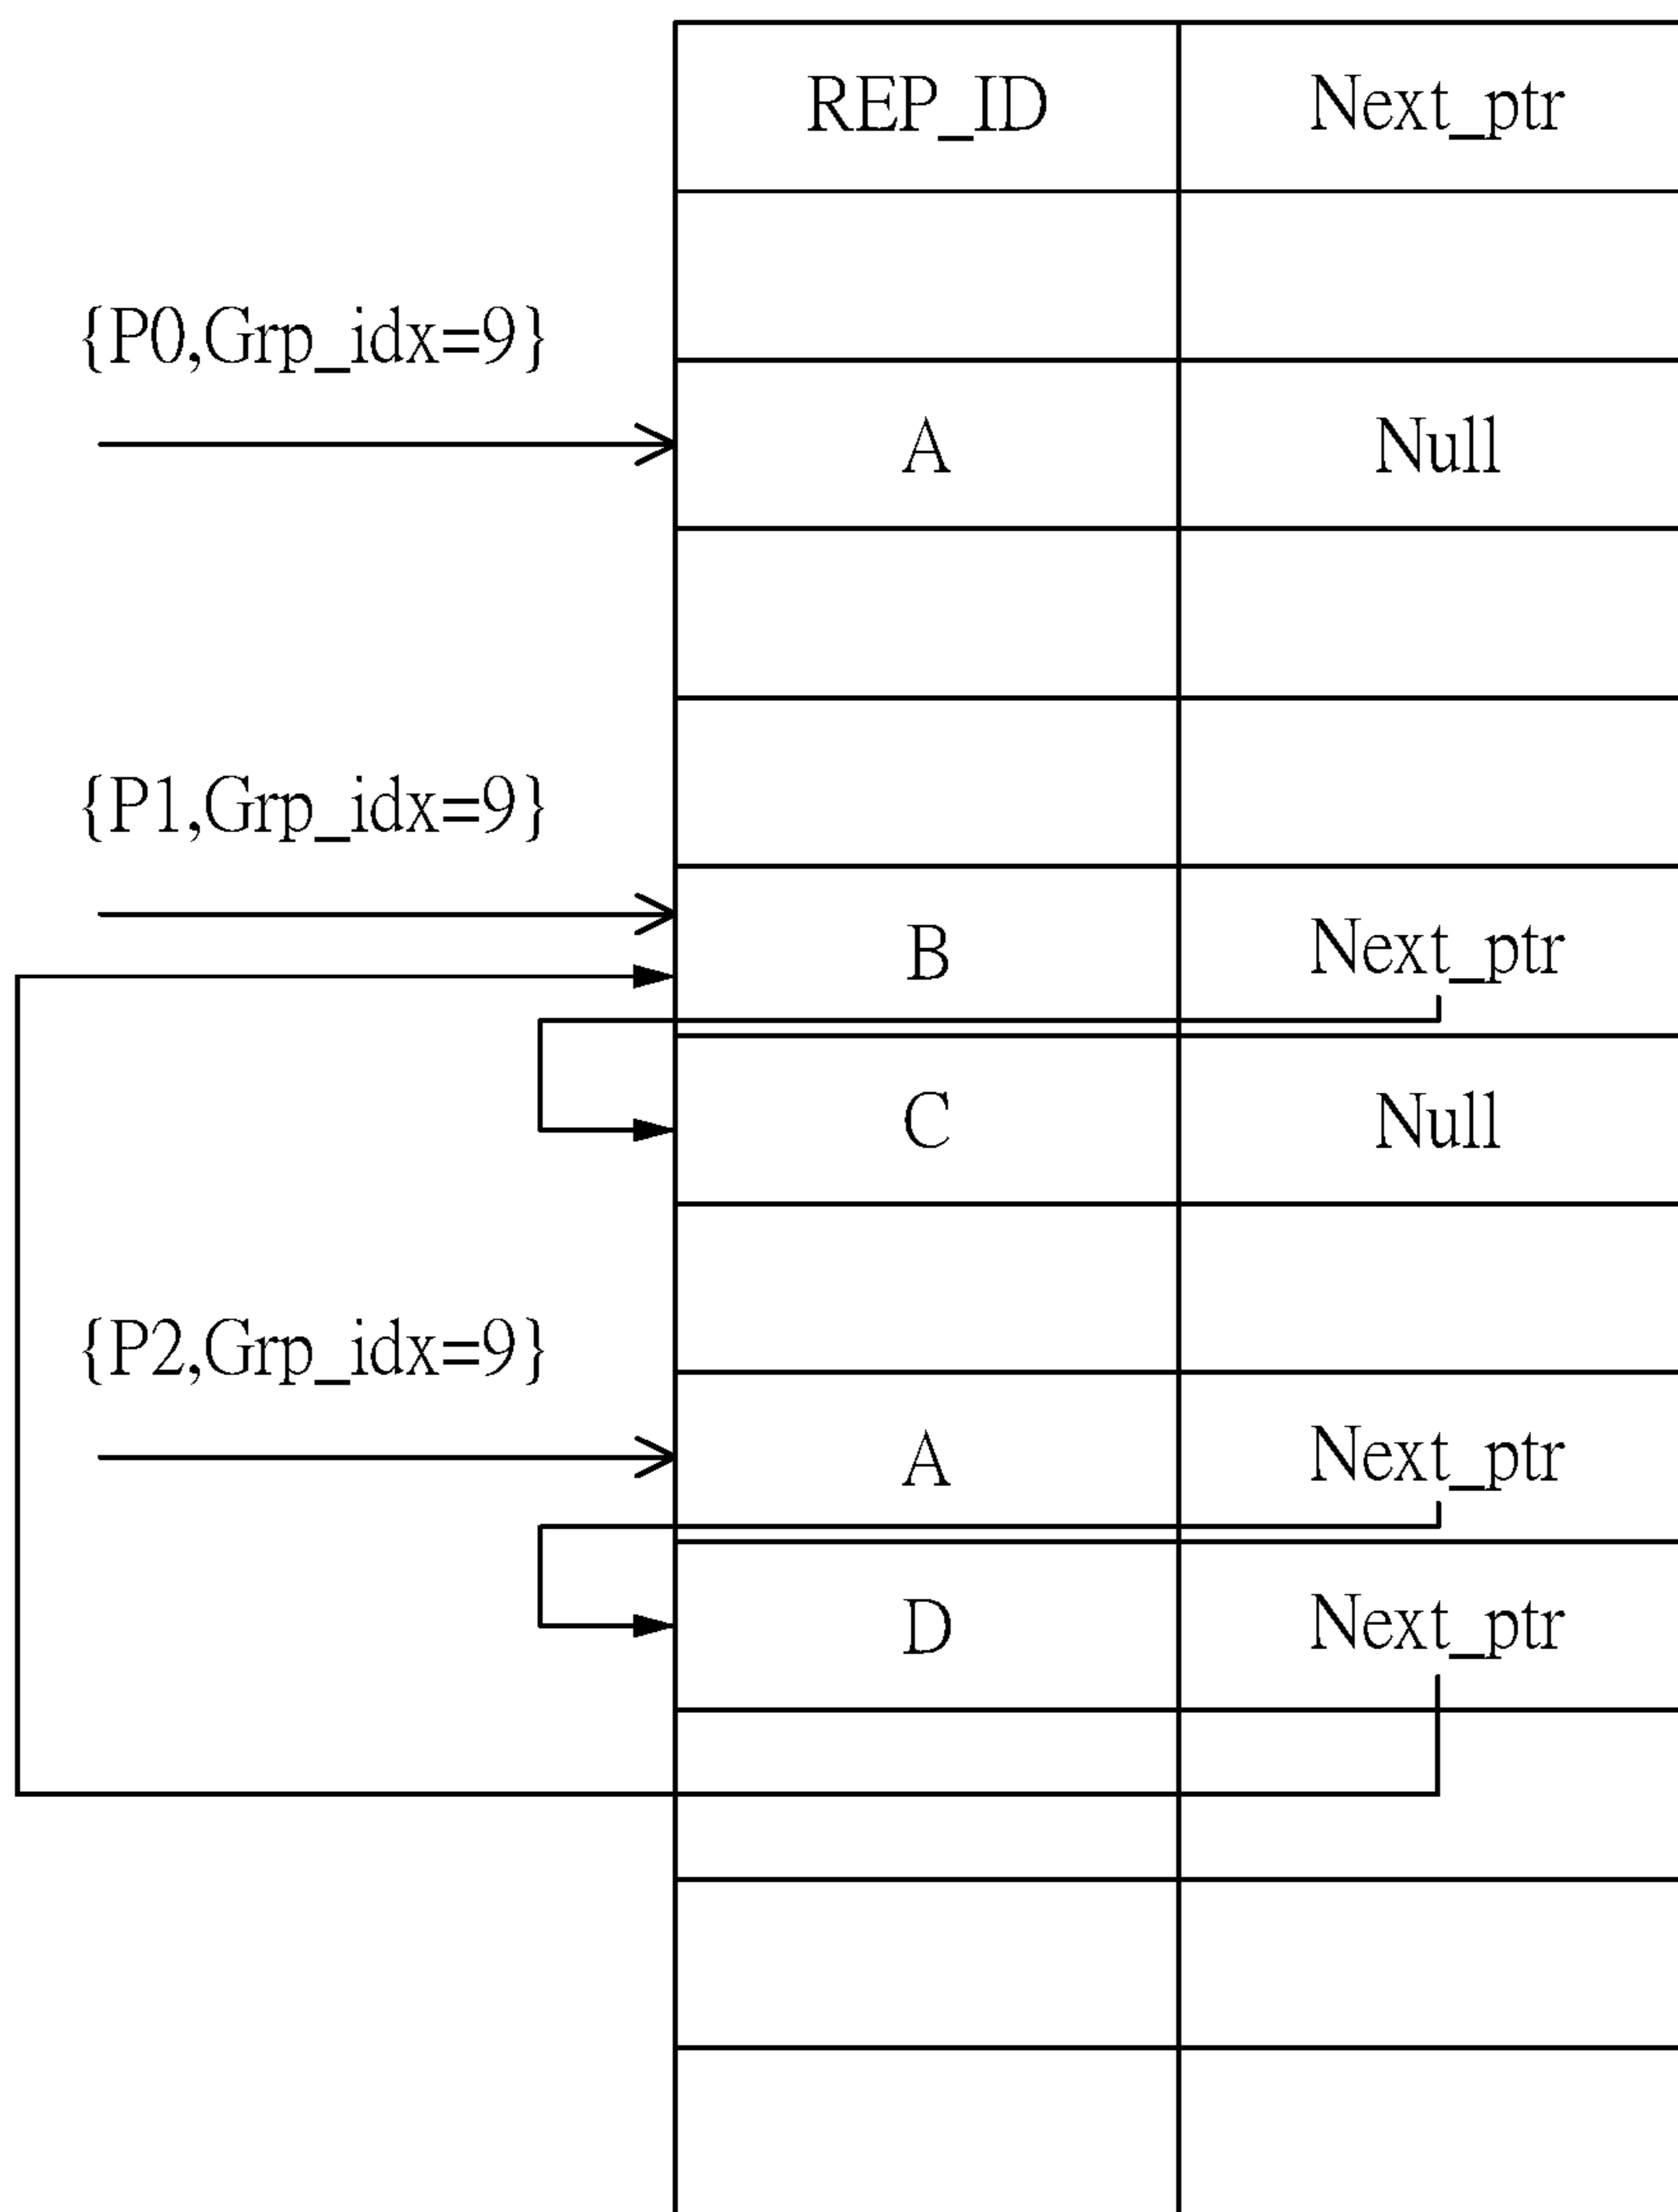 REP_ID Next_ptr
{P0,Grp_idx=9}
A Null
{P1,Grp_idx=9}
B Next_ptr
C Null
{P2,Grp_idx=9}
A Next_ptr
D Next_ptr